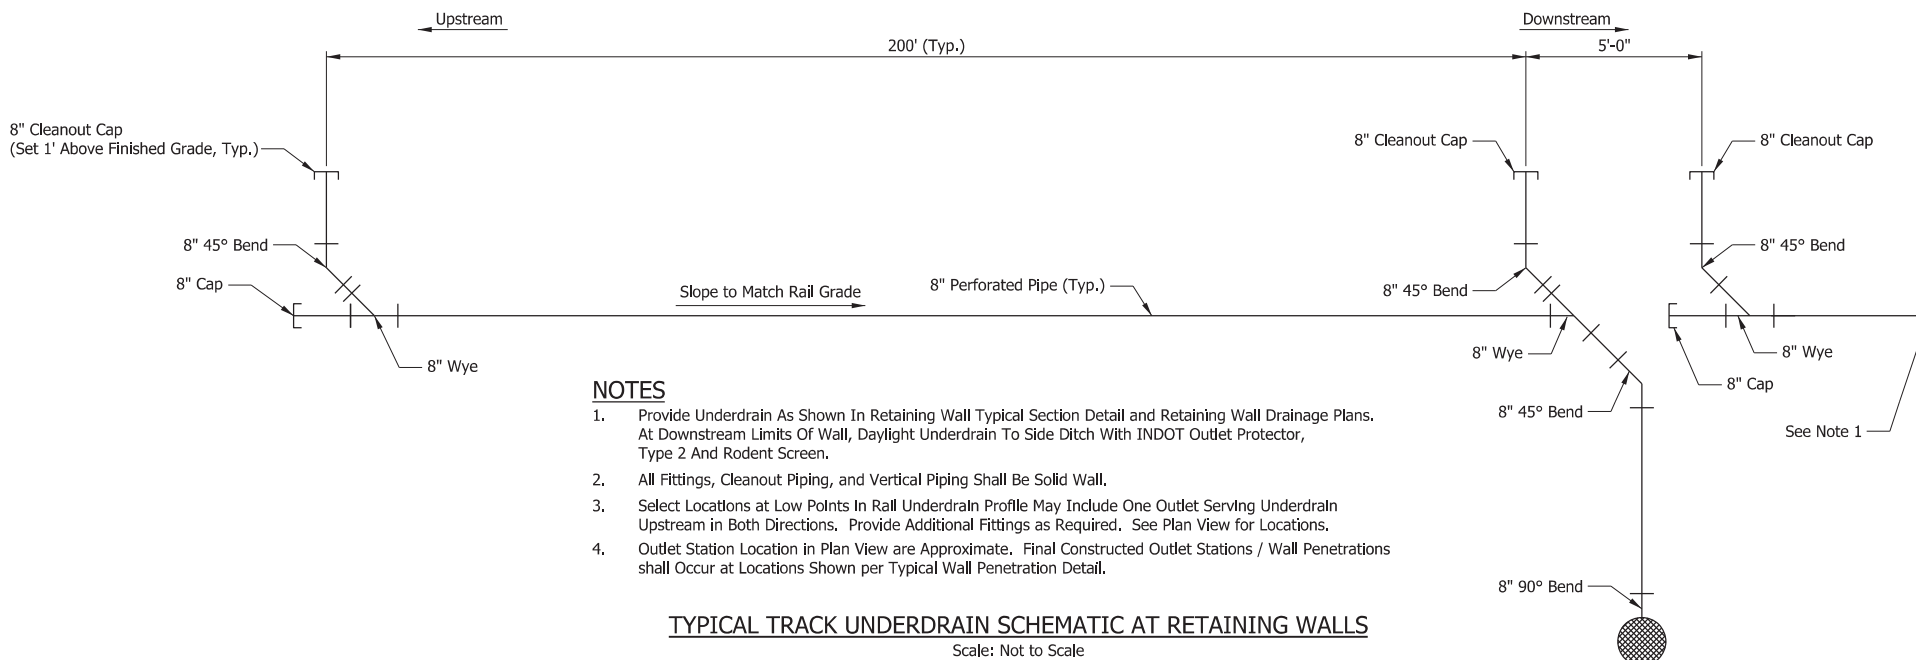 Upstream
Downstream
200' (Typ.)
5'-0"
8" Cleanout Cap
(Set 1' Above Finished Grade, Typ.)
8" Cleanout Cap
8" Cleanout Cap
8" 45° Bend
8" 45° Bend
8" Cap
Slope to Match Rail Grade
8" Perforated Pipe (Typ.)
8" 45° Bend
8" Wye
8" Wye
8" Wye
8" Cap
8" 45° Bend
See Note 1
NOTES
1. Provide Underdrain As Shown In Retaining Wall Typical Section Detail and Retaining Wall Drainage Plans.
At Downstream Limits Of Wall, Daylight Underdrain To Side Ditch With INDOT Outlet Protector,
Type 2 And Rodent Screen.
2. All Fittings, Cleanout Piping, and Vertical Piping Shall Be Solid Wall.
3. Select Locations at Low Points In Rail Underdrain Profile May Include One Outlet Serving Underdrain
Upstream in Both Directions. Provide Additional Fittings as Required. See Plan View for Locations.
4. Outlet Station Location in Plan View are Approximate. Final Constructed Outlet Stations / Wall Penetrations
shall Occur at Locations Shown per Typical Wall Penetration Detail.
8" 90° Bend
TYPICAL TRACK UNDERDRAIN SCHEMATIC AT RETAINING WALLS
Scale: Not to Scale